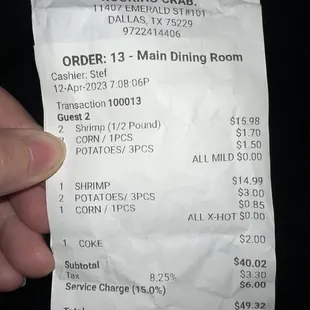 CRAB.
11407 EMERALD ST #101
DALLAS, TX 75229
9722414406
ORDER: 13 - Main Dining Room
Cashier: Stef
12-Apr-2023 7:08:06P
Transaction 100013
Guest 2
2 Shrimp (1/2 Pound) $15.98
CORN / 1PCS $1.70
POTATOES/ 3PCS $1.50
ALL MILD $0.00
1 SHRIMP $14.99
2 POTATOES/ 3PCS $3.00
1 CORN / 1PCS $0.85
ALL X-HOT $0.00
1 COKE $2.00
Subtotal $40.02
Tax 8.25% $3.30
Service Charge (15.0%) $6.00
Total $49.32